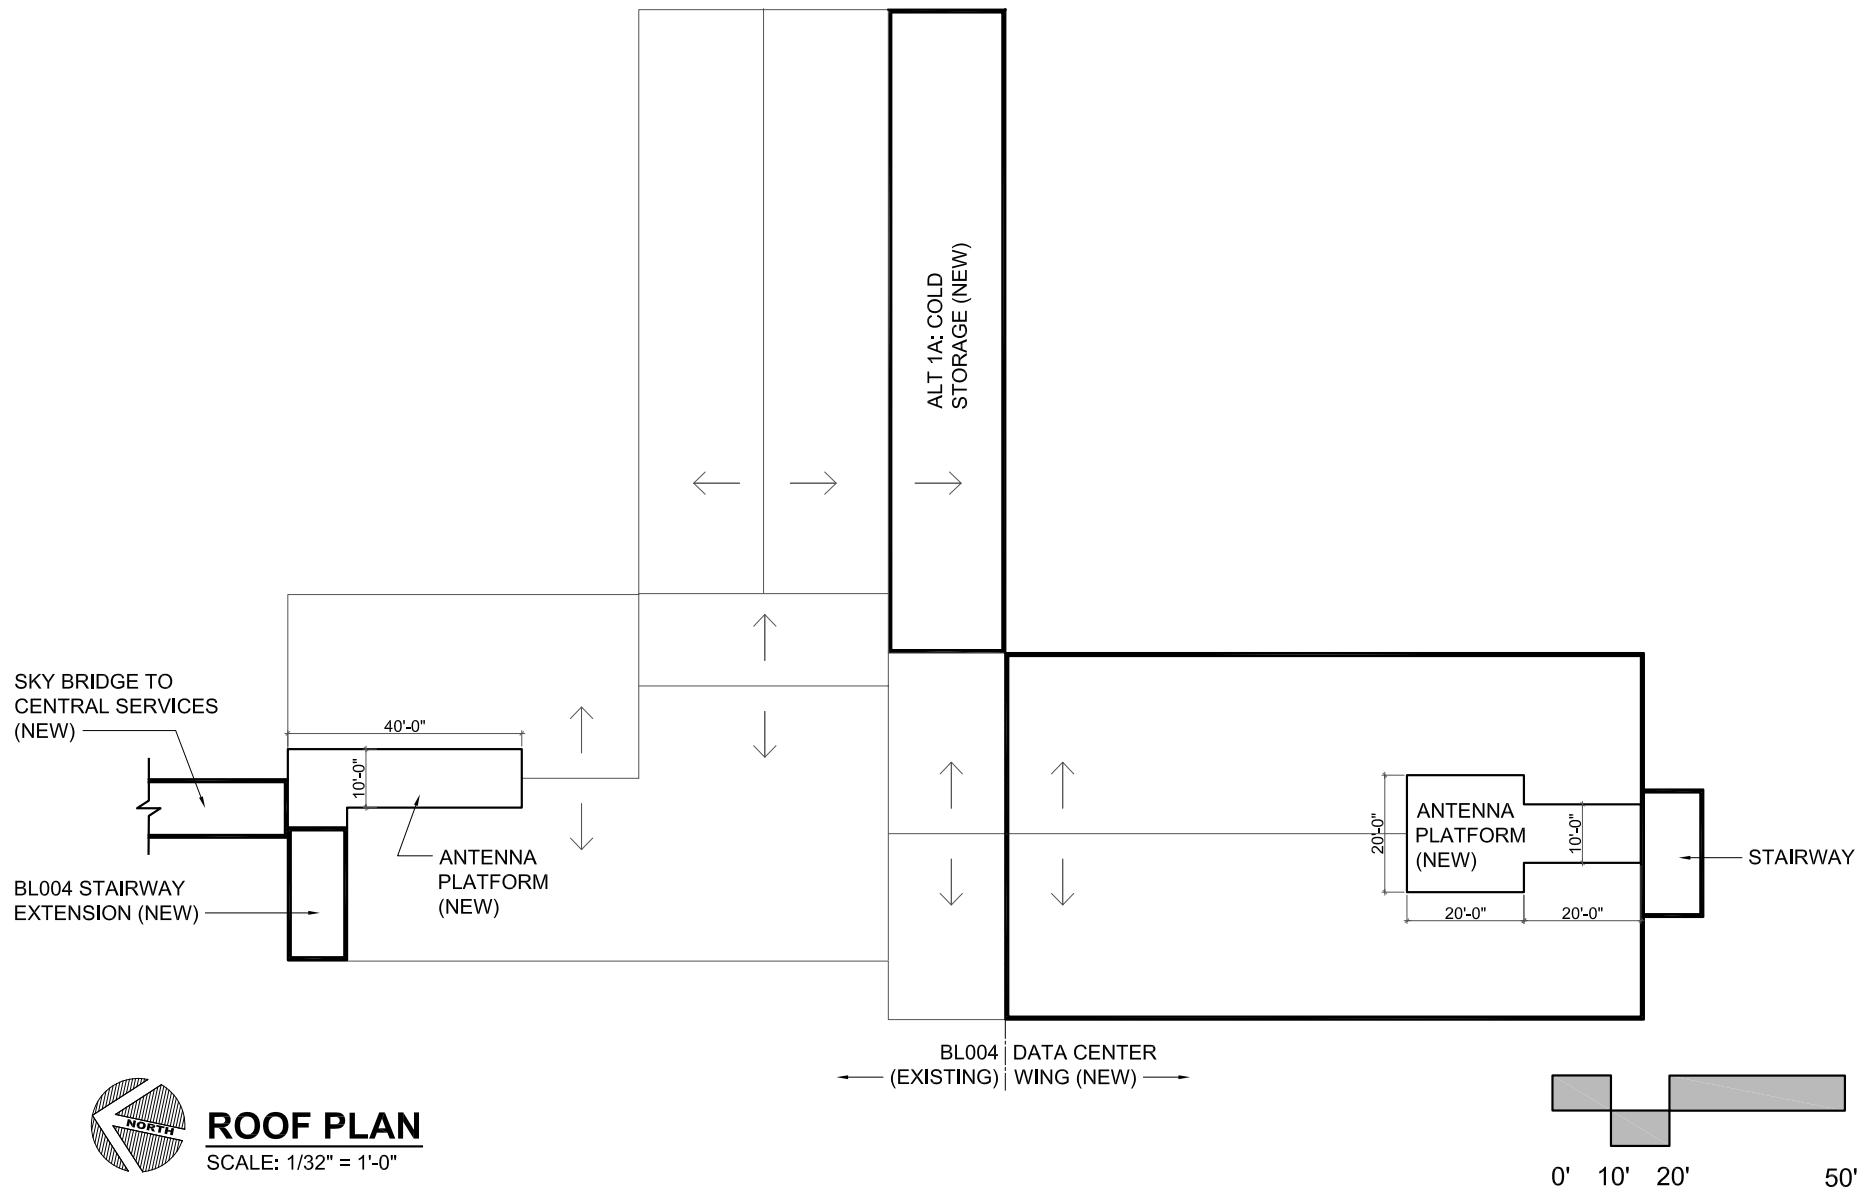 ALT 1A: COLD
STORAGE (NEW)
SKY BRIDGE TO
CENTRAL SERVICES
(NEW)
40'-0"
10'-0"
ANTENNA
PLATFORM
(NEW)
BL004 STAIRWAY
EXTENSION (NEW)
20'-0"
ANTENNA
PLATFORM
(NEW)
10'-0"
20'-0"
20'-0"
STAIRWAY
BL004
(EXISTING)
DATA CENTER
WING (NEW)
NORTH
ROOF PLAN
SCALE: 1/32" = 1'-0"
0' 10' 20' 50'